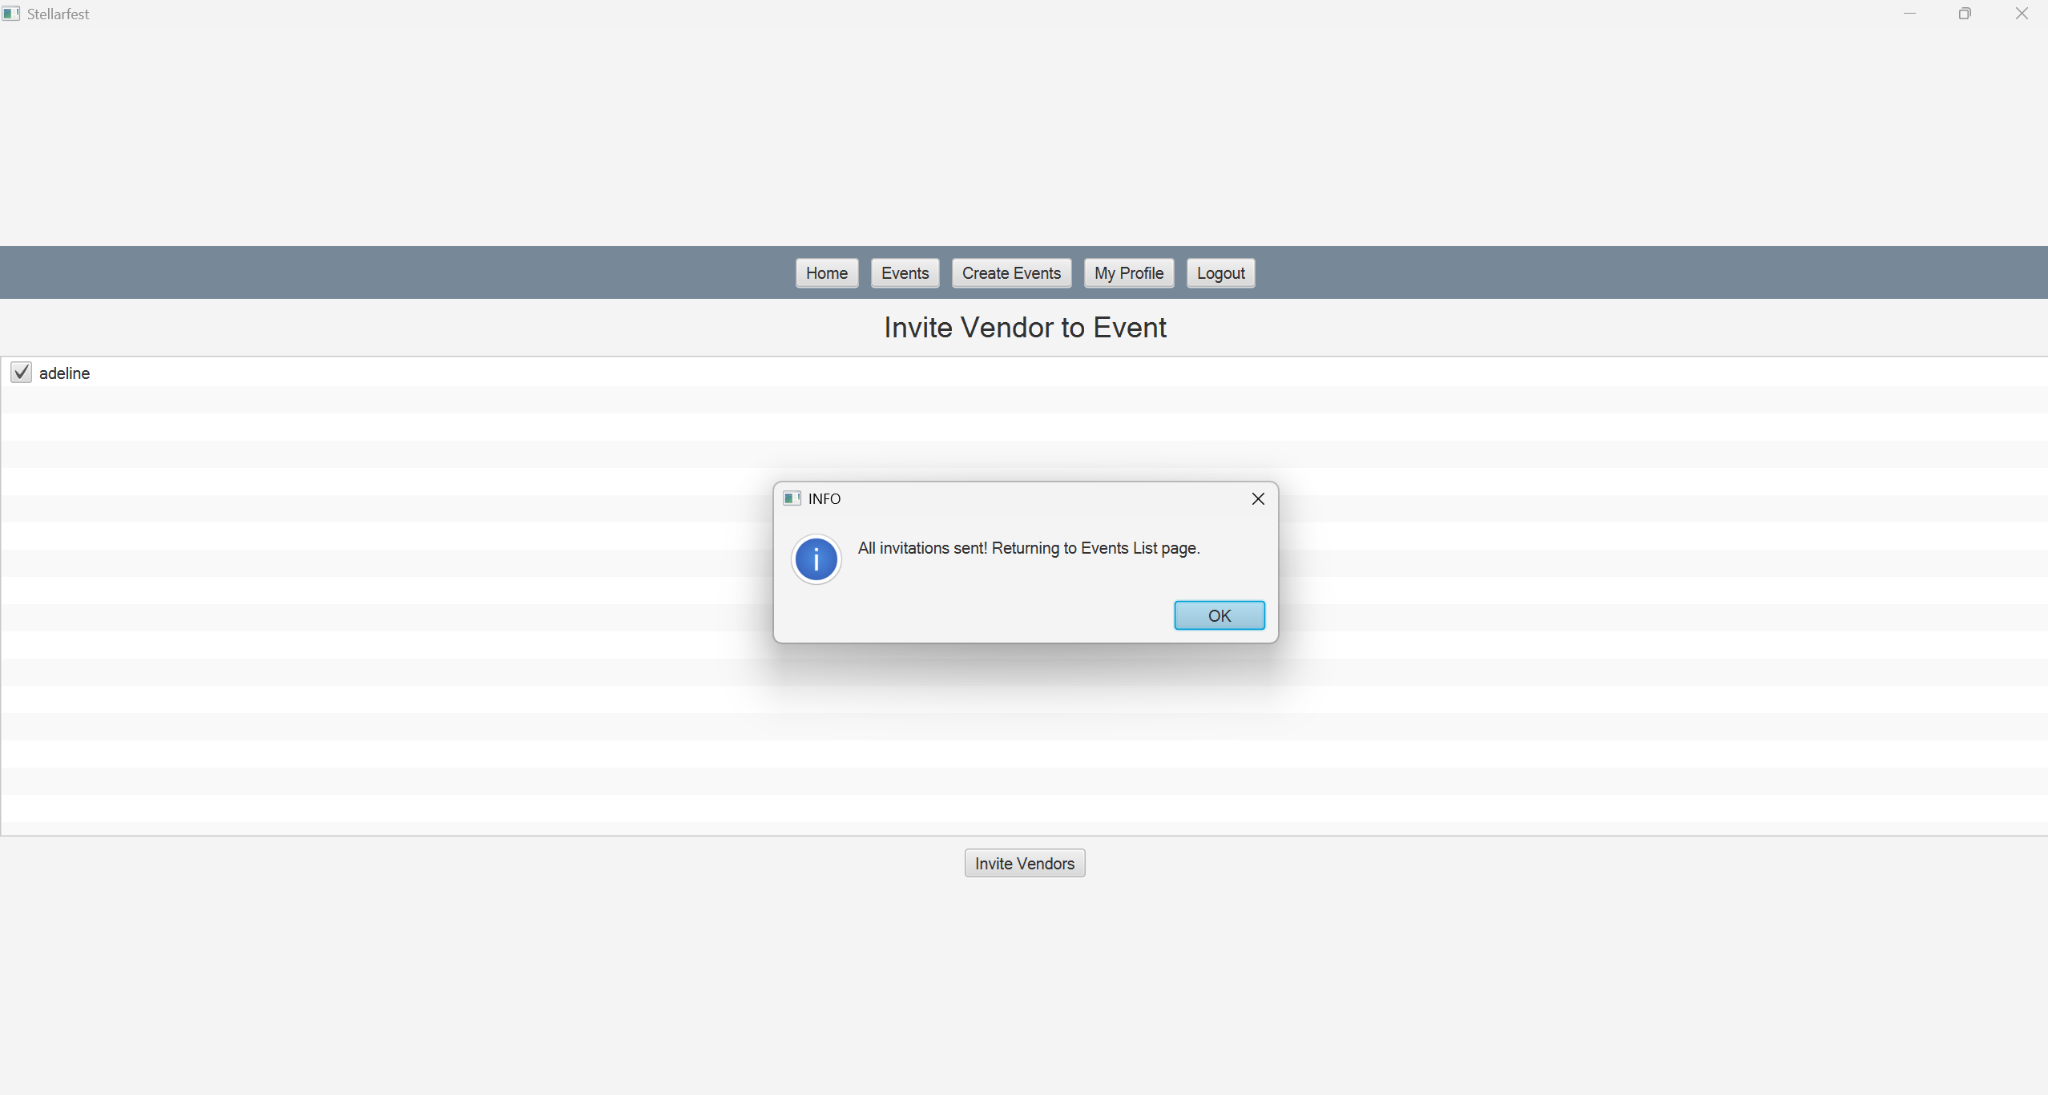 Stellarfest
Home Events Create Events My Profile Logout
Invite Vendor to Event
adeline
INFO
All invitations sent! Returning to Events List page.
OK
Invite Vendors